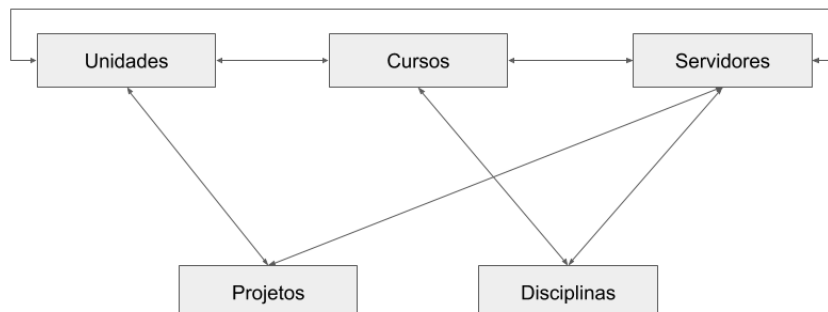 Unidades
Cursos
Servidores
Projetos
Disciplinas